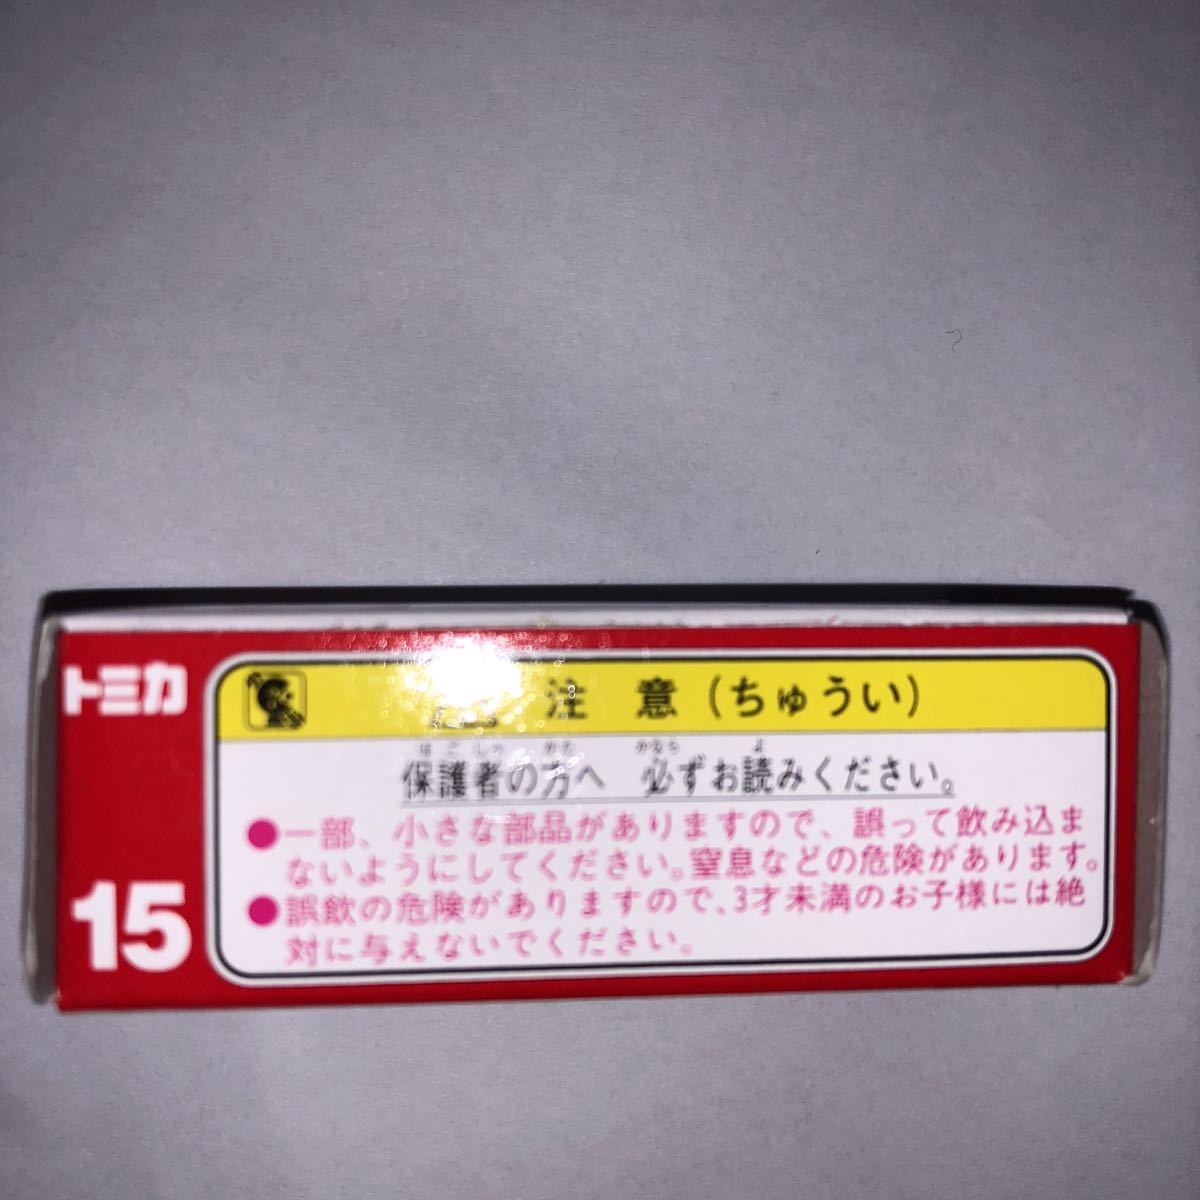 トミカ
15
注 意 (ちゅうい)
ほ ご しゃ かた かなら よ
保護者の方へ 必ずお読みください。
●一部、小さな部品がありますので、誤って飲み込ま
ないようにしてください。窒息などの危険があります。
●誤飲の危険がありますので、3才未満のお子様には絶
対に与えないでください。